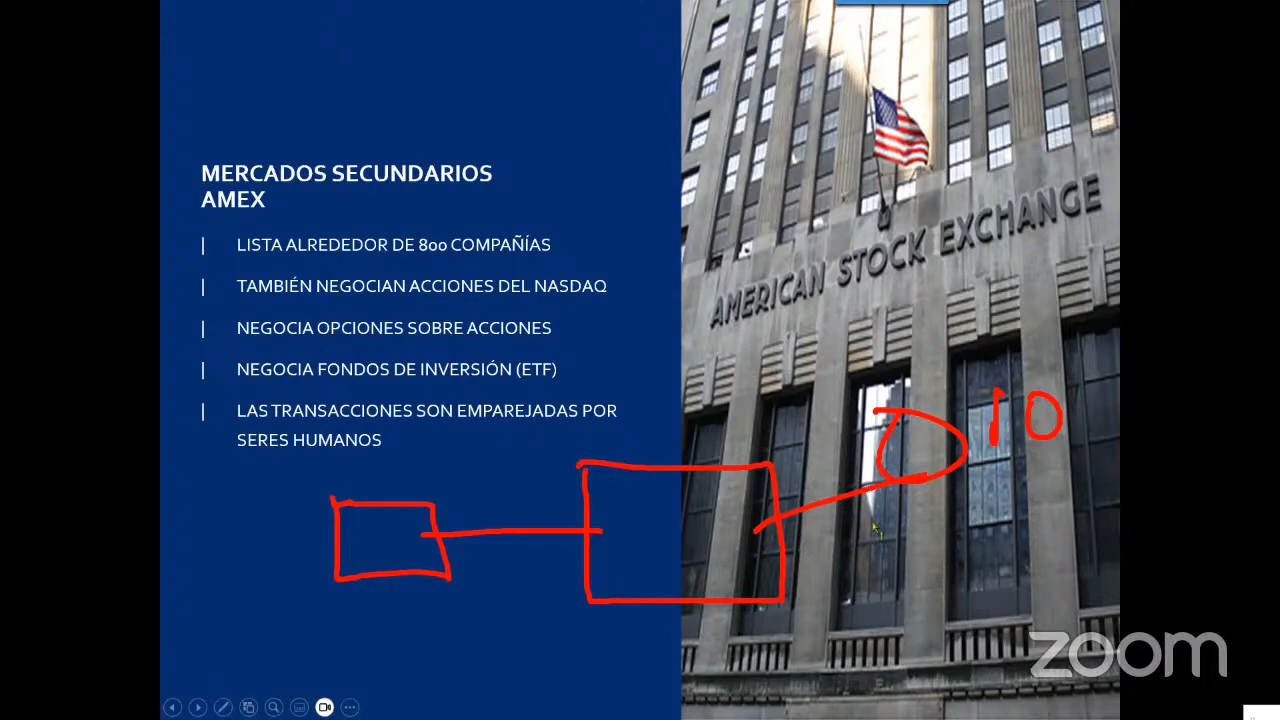 MERCADOS SECUNDARIOS
AMEX
| LISTA ALREDEDOR DE 800 COMPAÑÍAS
| TAMBIÉN NEGOCIAN ACCIONES DEL NASDAQ
| NEGOCIA OPCIONES SOBRE ACCIONES
| NEGOCIA FONDOS DE INVERSIÓN (ETF)
| LAS TRANSACCIONES SON EMPAREJADAS POR
SERES HUMANOS
AMERICAN STOCK EXCHANGE
10
zoom